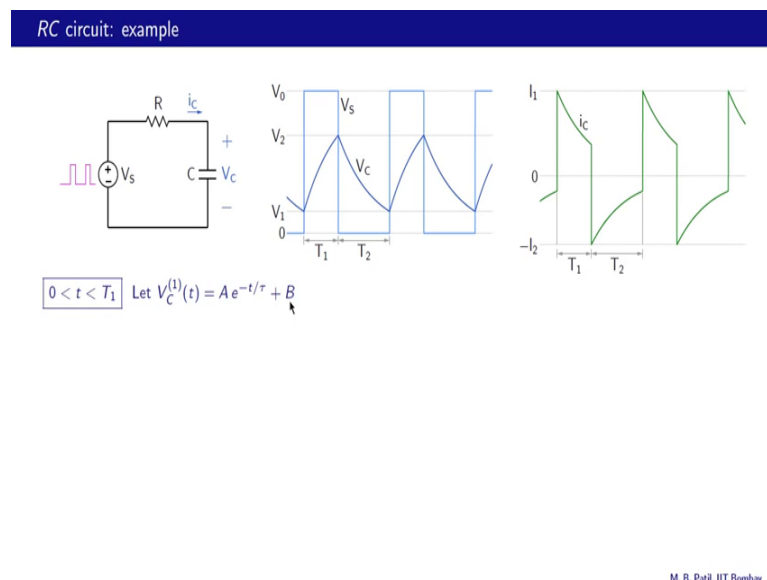 RC circuit: example
R
i_C
+
V_S
C
V_C
−
V_0
V_S
V_2
V_C
V_1
0
T_1 T_2
I_1
i_C
0
−I_2
T_1 T_2
0 < t < T_1 Let V_C^(1)(t) = A e^{−t/τ} + B
M. B. Patil, IIT Bombay